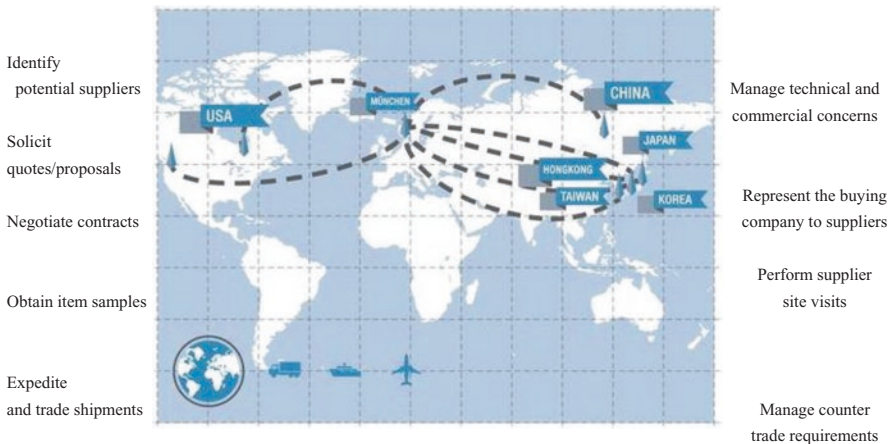 Identify
potential suppliers
Solicit
quotes/proposals
Negotiate contracts
Obtain item samples
Expedite
and trade shipments
USA
MÜNCHEN
CHINA
JAPAN
HONGKONG
TAIWAN
KOREA
Manage technical and
commercial concerns
Represent the buying
company to suppliers
Perform supplier
site visits
Manage counter
trade requirements